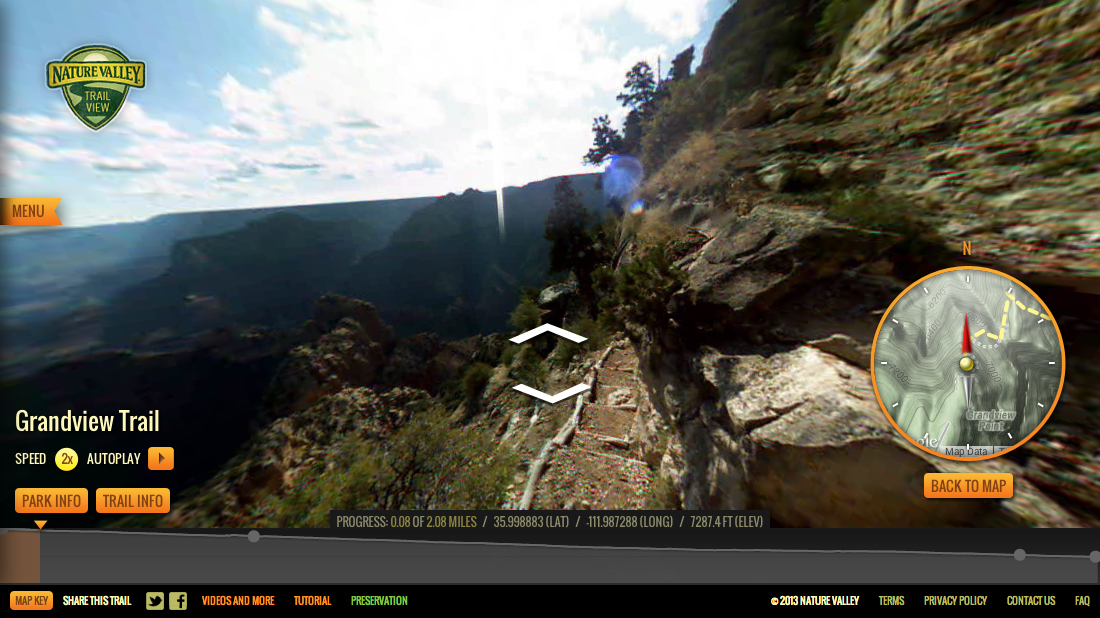 NATURE VALLEY
TRAIL
VIEW
MENU
N
Grandview
Point
Map Data
Grandview Trail
SPEED 2x AUTOPLAY
PARK INFO TRAIL INFO
BACK TO MAP
PROGRESS: 0.08 OF 2.08 MILES / 35.998883 (LAT) / -111.987288 (LONG) / 7287.4 FT (ELEV)
MAP KEY SHARE THIS TRAIL VIDEOS AND MORE TUTORIAL PRESERVATION © 2013 NATURE VALLEY TERMS PRIVACY POLICY CONTACT US FAQ